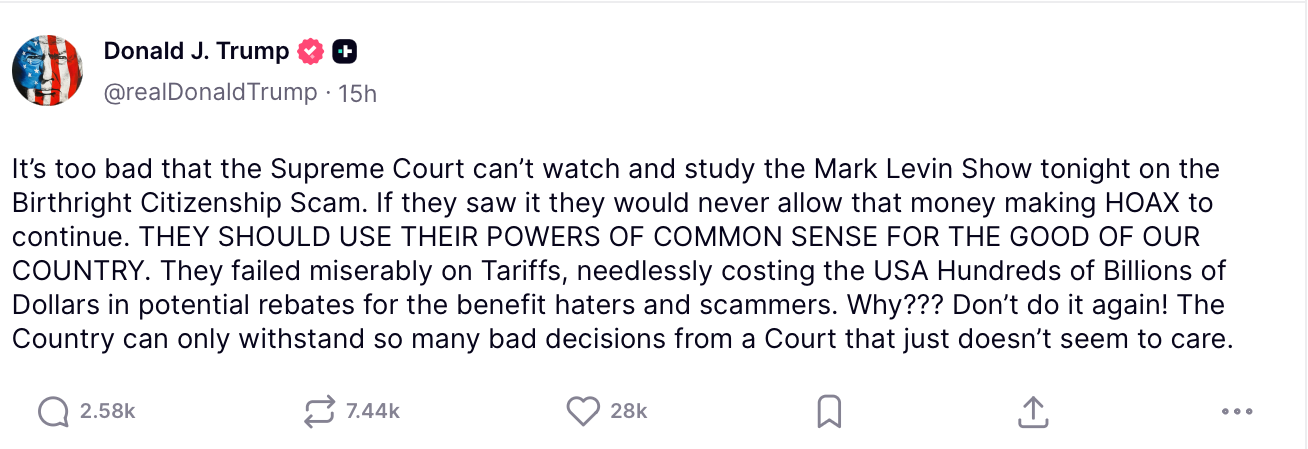 Donald J. Trump
@realDonaldTrump · 15h
It’s too bad that the Supreme Court can’t watch and study the Mark Levin Show tonight on the
Birthright Citizenship Scam. If they saw it they would never allow that money making HOAX to
continue. THEY SHOULD USE THEIR POWERS OF COMMON SENSE FOR THE GOOD OF OUR
COUNTRY. They failed miserably on Tariffs, needlessly costing the USA Hundreds of Billions of
Dollars in potential rebates for the benefit haters and scammers. Why??? Don’t do it again! The
Country can only withstand so many bad decisions from a Court that just doesn’t seem to care.
2.58k 7.44k 28k